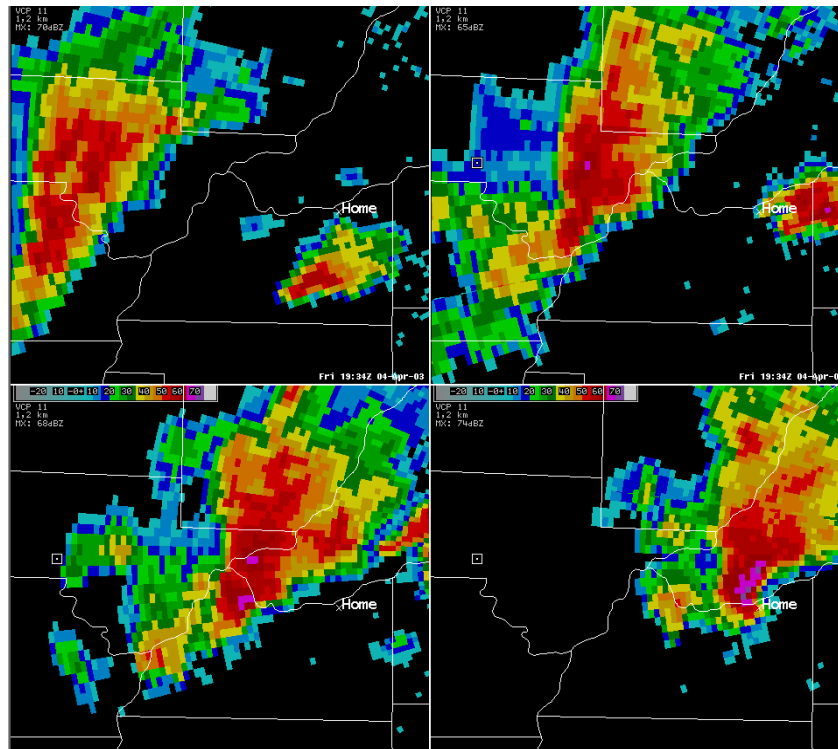 VCP 11
1,2 km
MX: 70dBZ
Home
Fri 19:34Z 04-Apr-03
VCP 11
1,2 km
MX: 65dBZ
Home
Fri 19:34Z 04-Apr-0
-20 10 -0+ 10 20 30 40 50 60 70
VCP 11
1,2 km
MX: 68dBZ
Home
-20 10 -0+ 10 20 30 40 50 60 70
VCP 11
1,2 km
MX: 74dBZ
Home